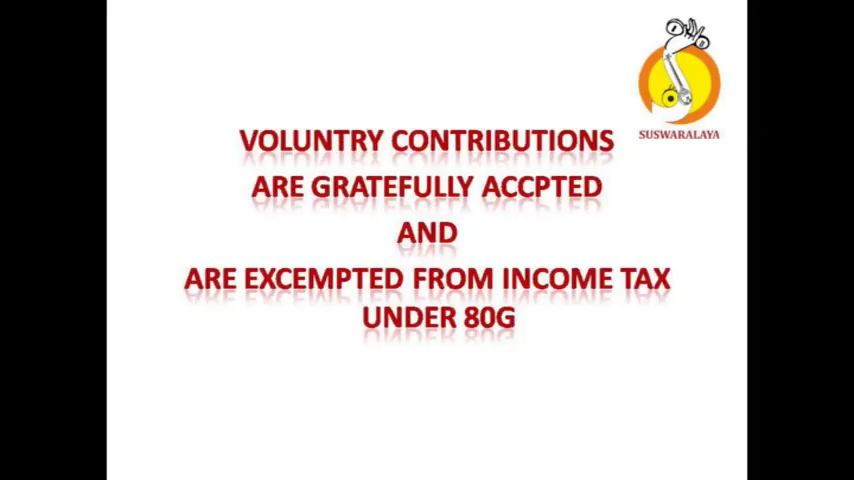 SUSWARALAYA
VOLUNTRY CONTRIBUTIONS
ARE GRATEFULLY ACCPTED
AND
ARE EXCEMPTED FROM INCOME TAX
UNDER 80G